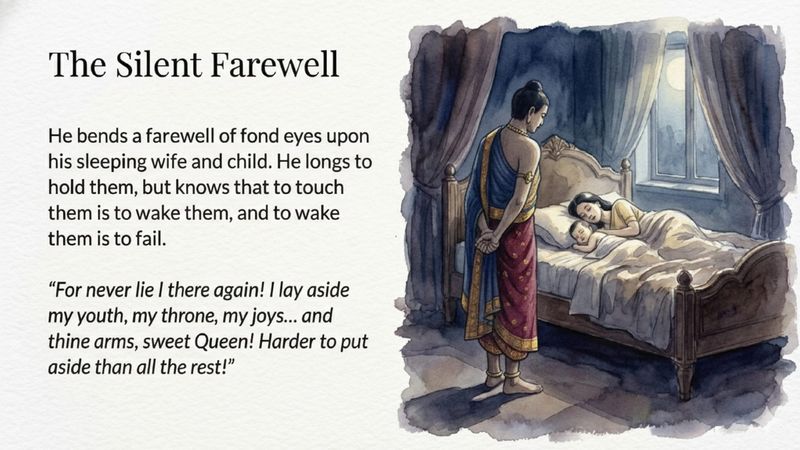 The Silent Farewell
He bends a farewell of fond eyes upon
his sleeping wife and child. He longs to
hold them, but knows that to touch
them is to wake them, and to wake
them is to fail.
“For never lie I there again! I lay aside
my youth, my throne, my joys... and
thine arms, sweet Queen! Harder to put
aside than all the rest!”